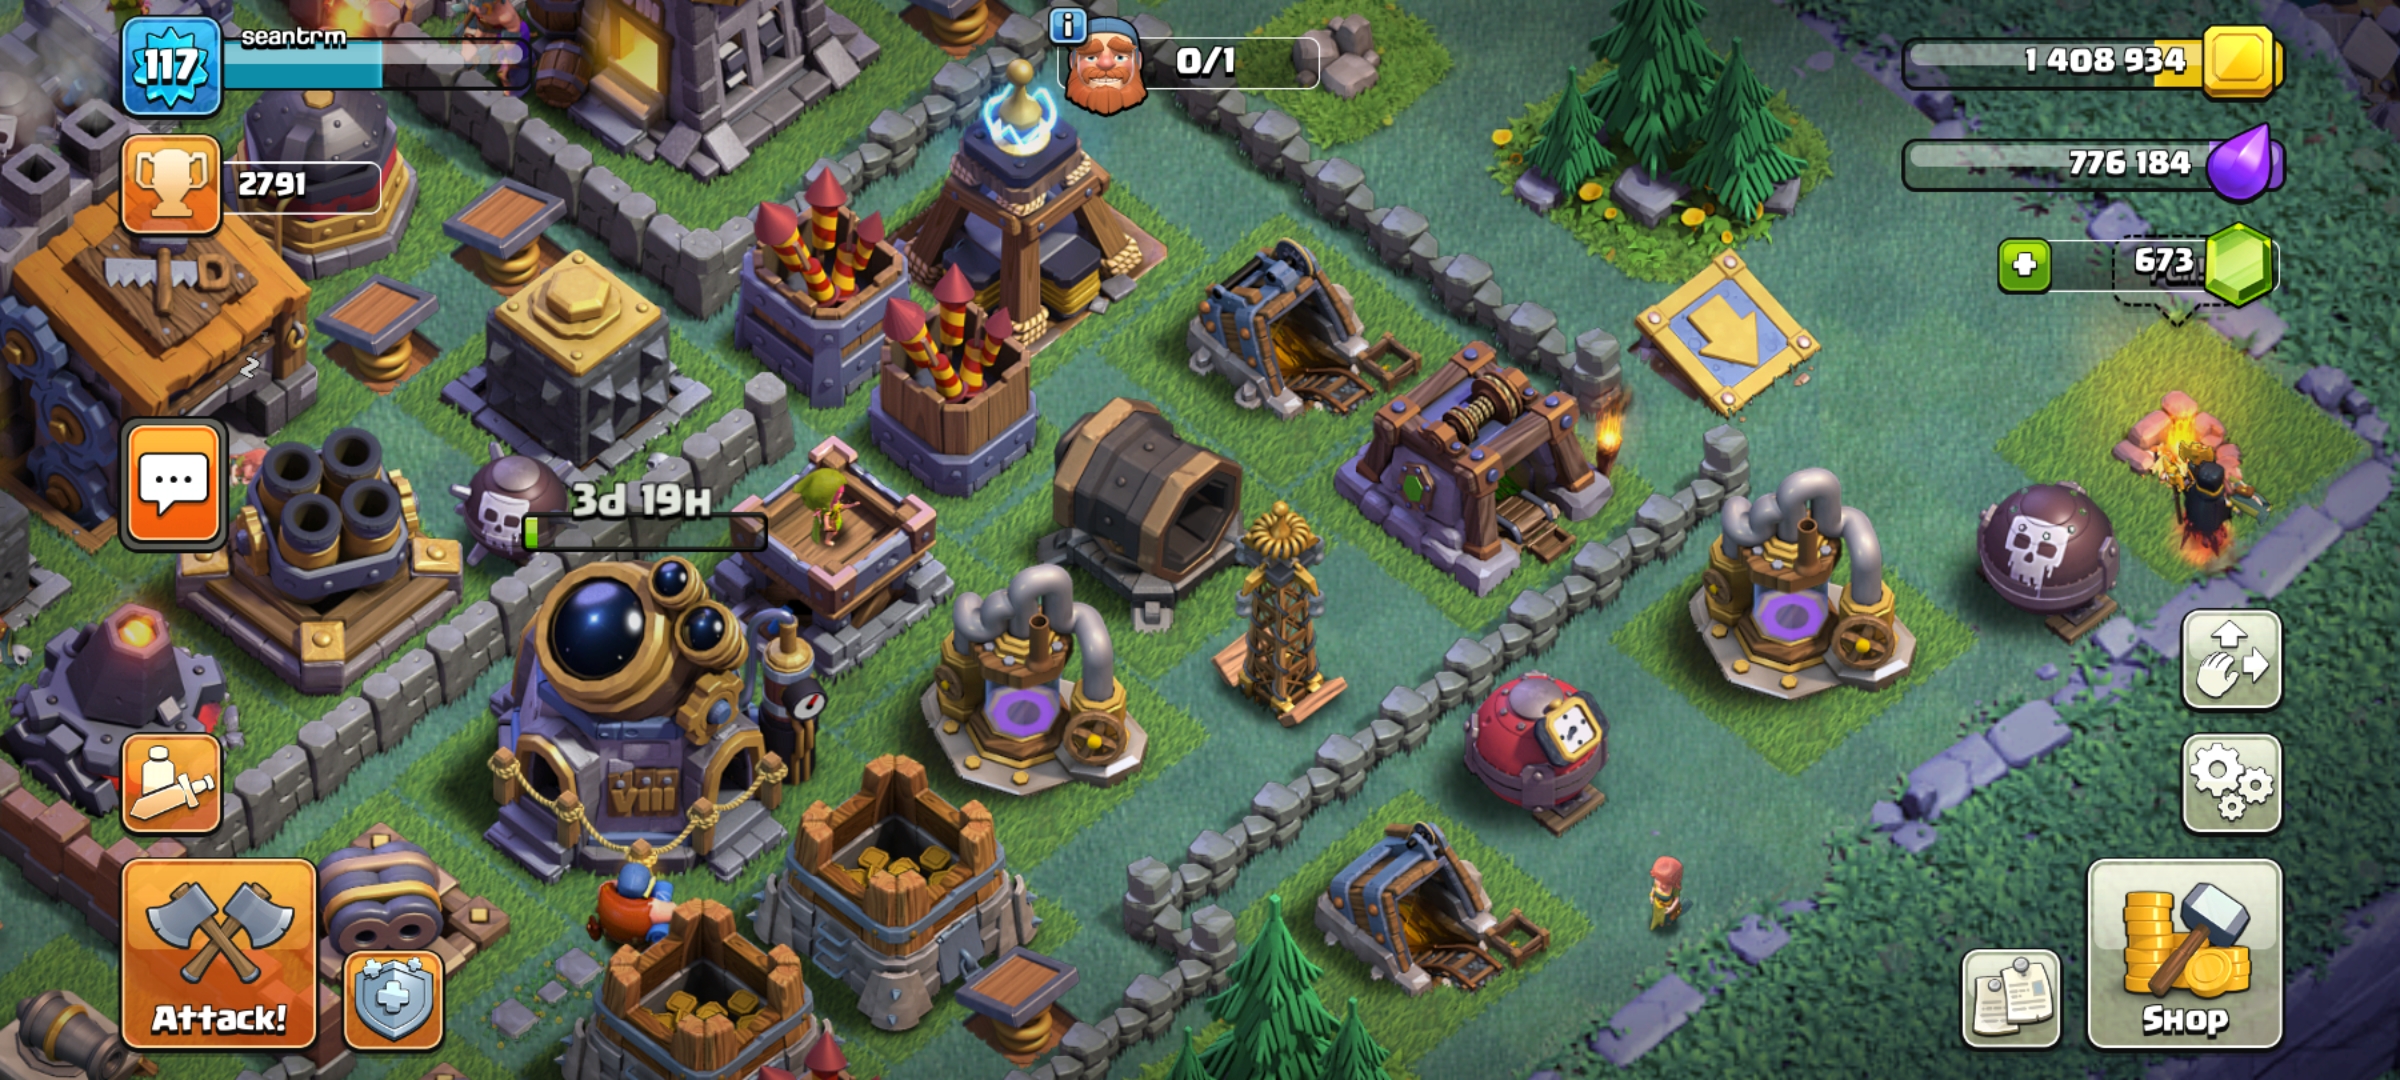 117
seantrm
i
0/1
1 408 934
2791
776 184
673
z
3d 19H
VIII
Attack!
Shop